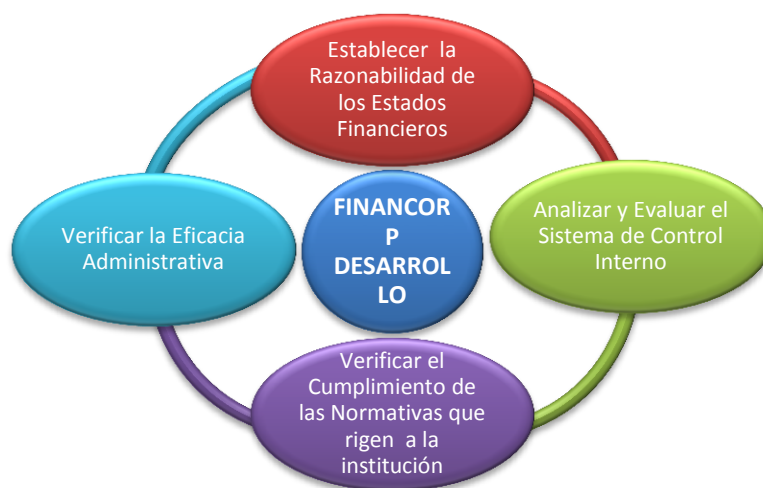 Establecer la
Razonabilidad de
los Estados
Financieros
Verificar la Eficacia
Administrativa
FINANCOR
P
DESARROL
LO
Analizar y Evaluar el
Sistema de Control
Interno
Verificar el
Cumplimiento de
las Normativas que
rigen a la
institución